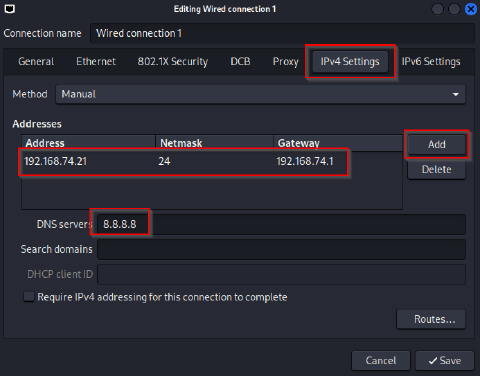 Editing Wired connection 1
Connection name Wired connection 1
General Ethernet 802.1X Security DCB Proxy IPv4 Settings IPv6 Settings
Method Manual
Addresses
Address Netmask Gateway
192.168.74.21 24 192.168.74.1
Add
Delete
DNS servers 8.8.8.8
Search domains
DHCP client ID
Require IPv4 addressing for this connection to complete
Routes...
Cancel Save